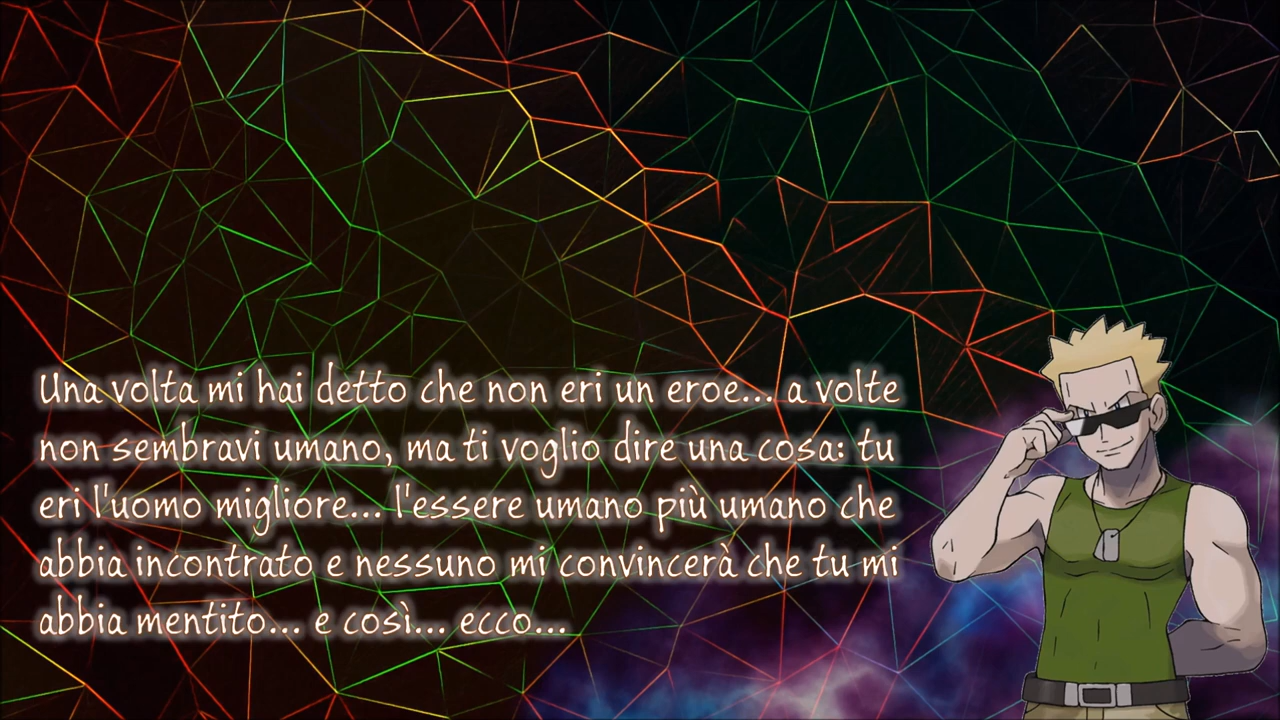 Una volta mi hai detto che non eri un eroe... a volte
non sembravi umano, ma ti voglio dire una cosa: tu
eri l'uomo migliore... l'essere umano più umano che
abbia incontrato e nessuno mi convincerà che tu mi
abbia mentito... e così... ecco...